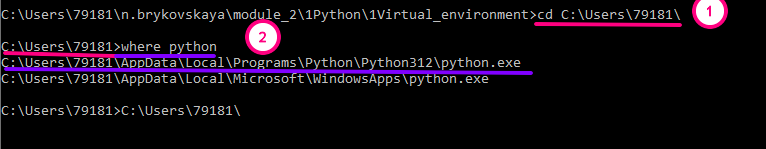 C:\Users\79181\n.brykovskaya\module_2\1Python\1Virtual_environment>cd C:\Users\79181\
1
2
C:\Users\79181>where python
C:\Users\79181\AppData\Local\Programs\Python\Python312\python.exe
C:\Users\79181\AppData\Local\Microsoft\WindowsApps\python.exe
C:\Users\79181>C:\Users\79181\